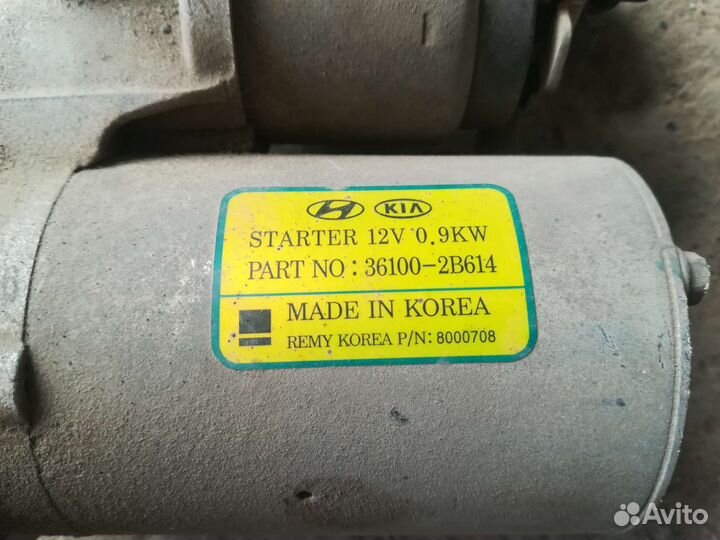 KIA
STARTER 12V 0.9KW
PART NO : 36100-2B614
MADE IN KOREA
REMY KOREA P/N: 8000708
Avito